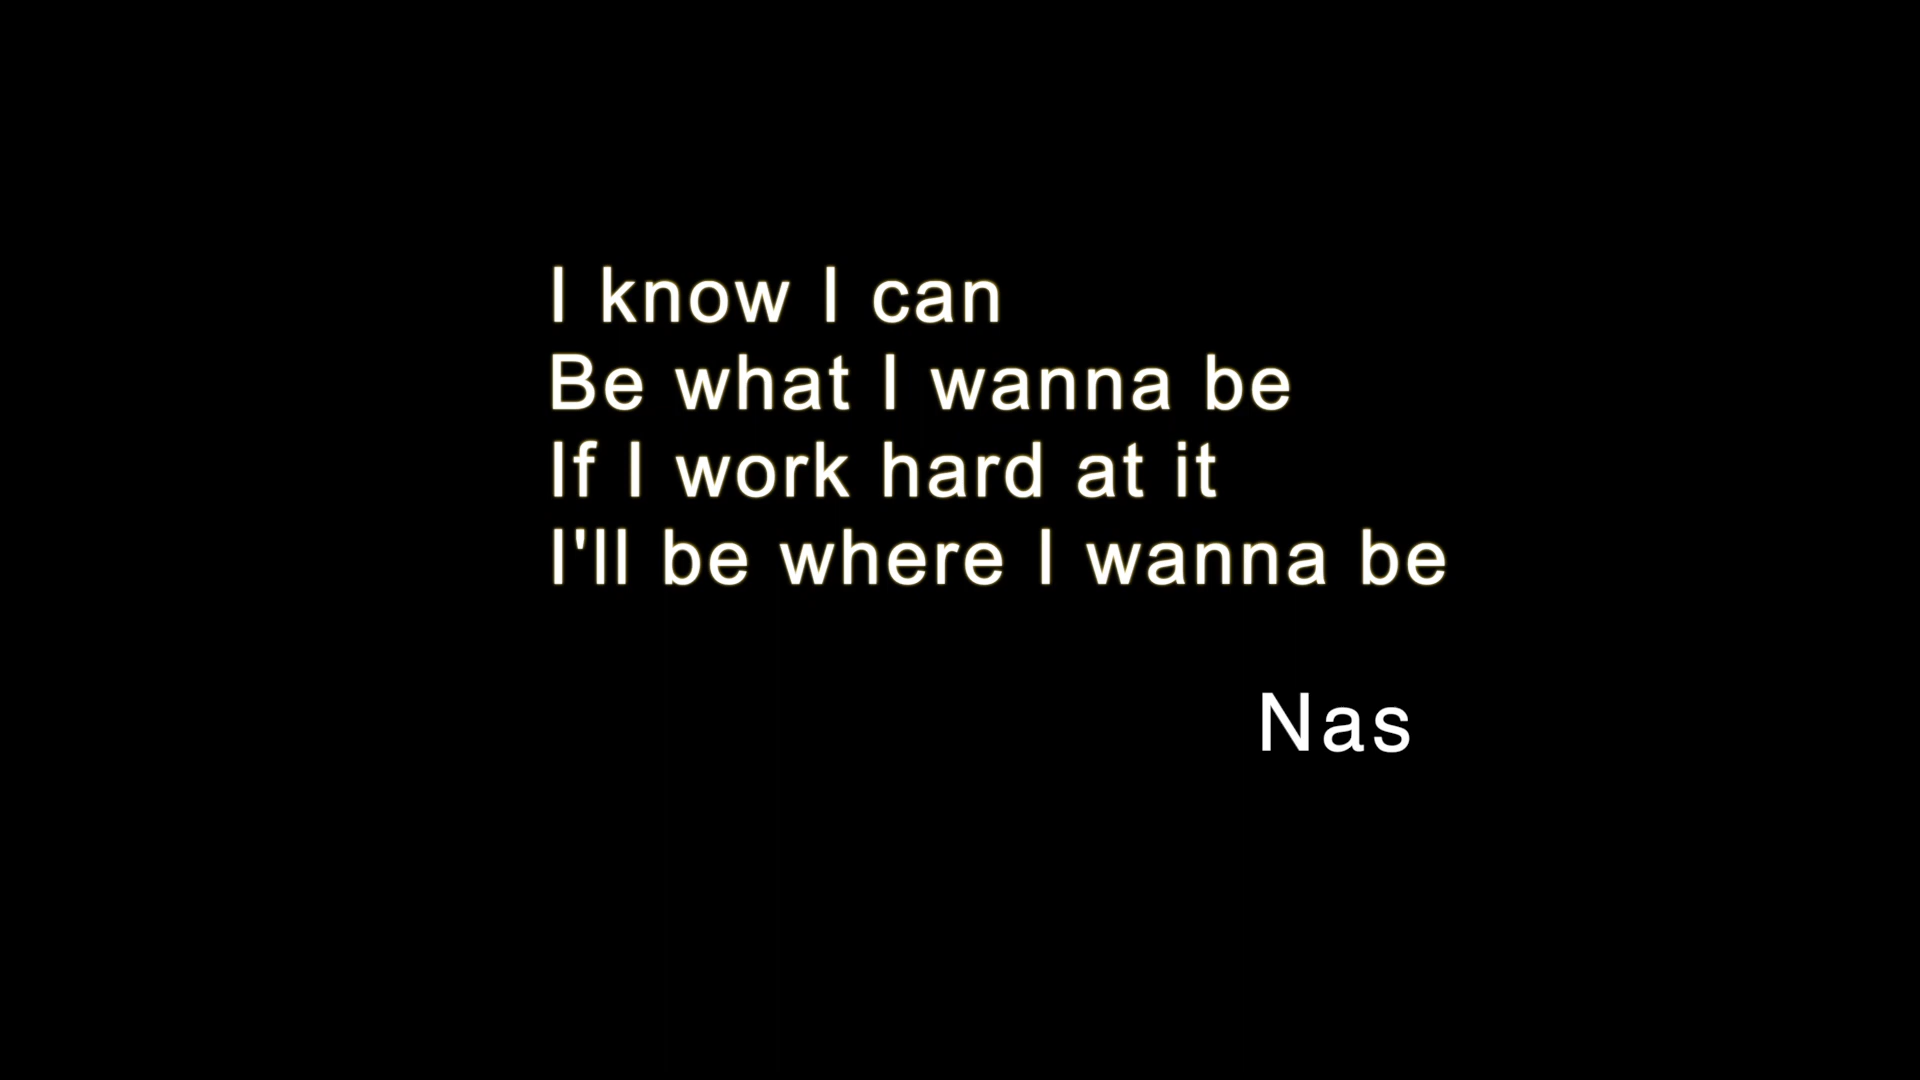 I know I can
Be what I wanna be
If I work hard at it
I'll be where I wanna be
Nas